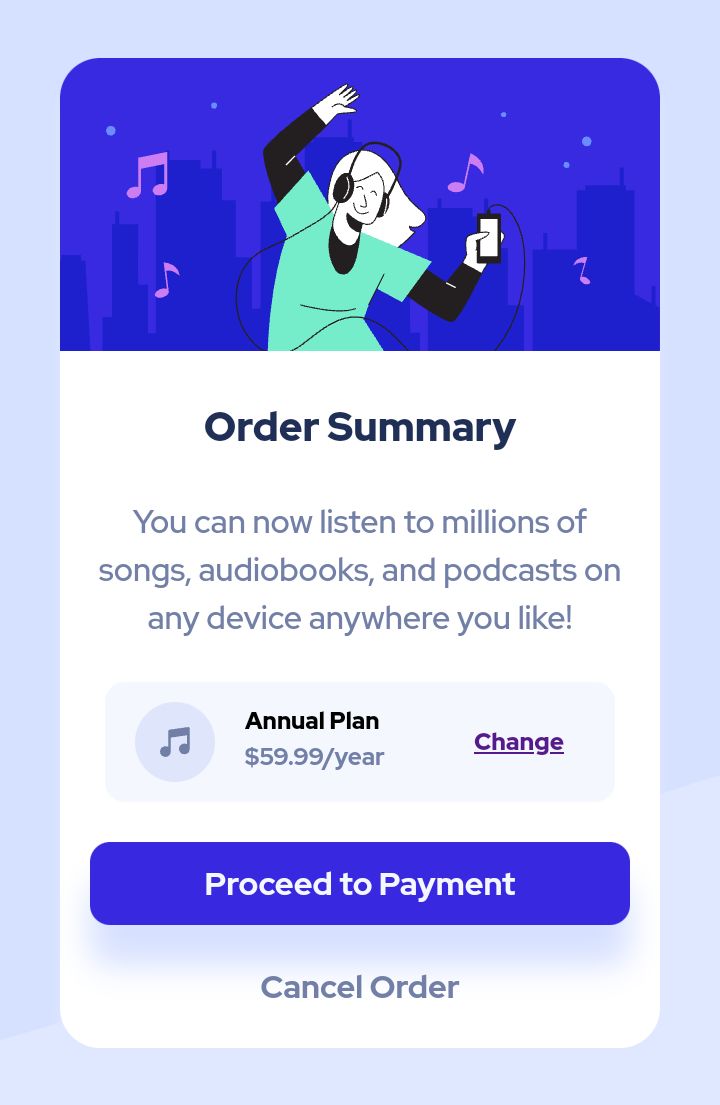 Order Summary
You can now listen to millions of
songs, audiobooks, and podcasts on
any device anywhere you like!
Annual Plan
$59.99/year
Change
Proceed to Payment
Cancel Order